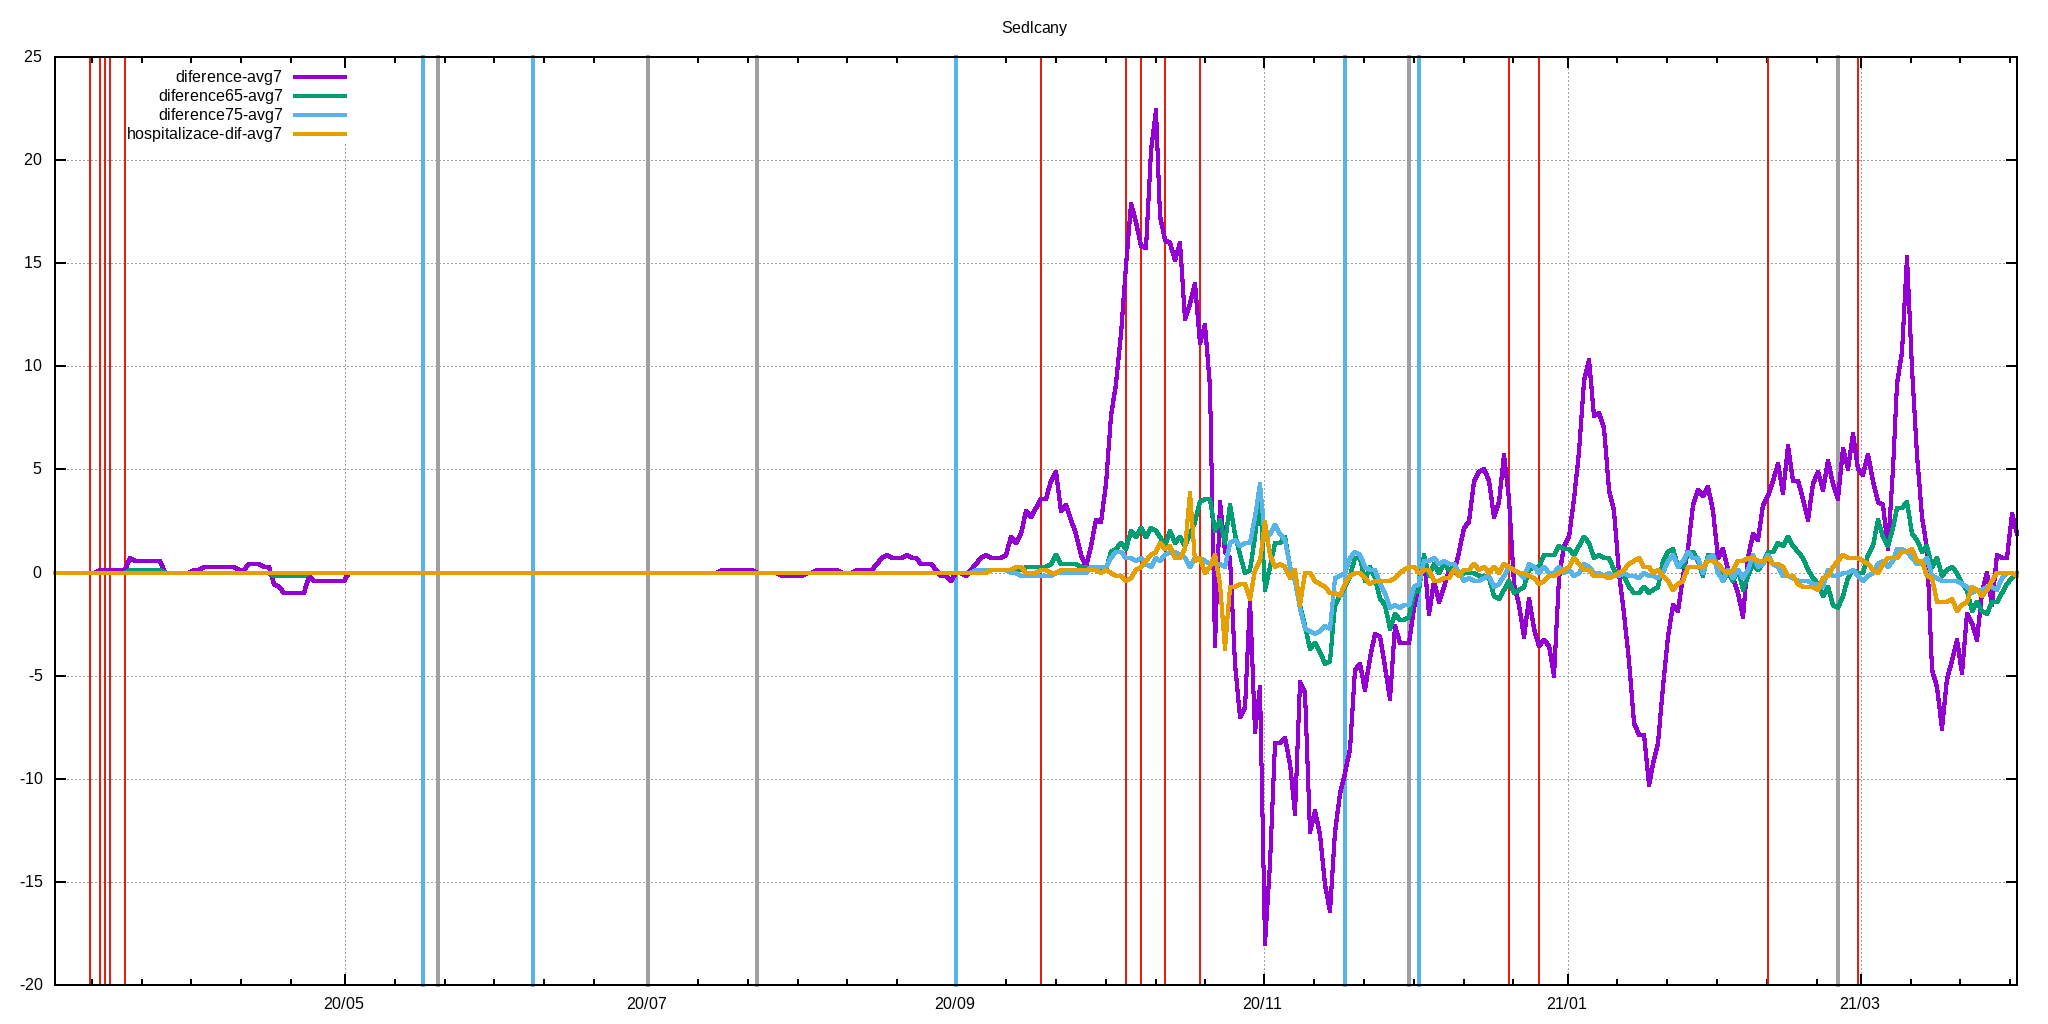 Sedlcany
25
diference-avg7
diference65-avg7
diference75-avg7
hospitalizace-dif-avg7
20
15
10
5
0
-5
-10
-15
-20
20/05 20/07 20/09 20/11 21/01 21/03